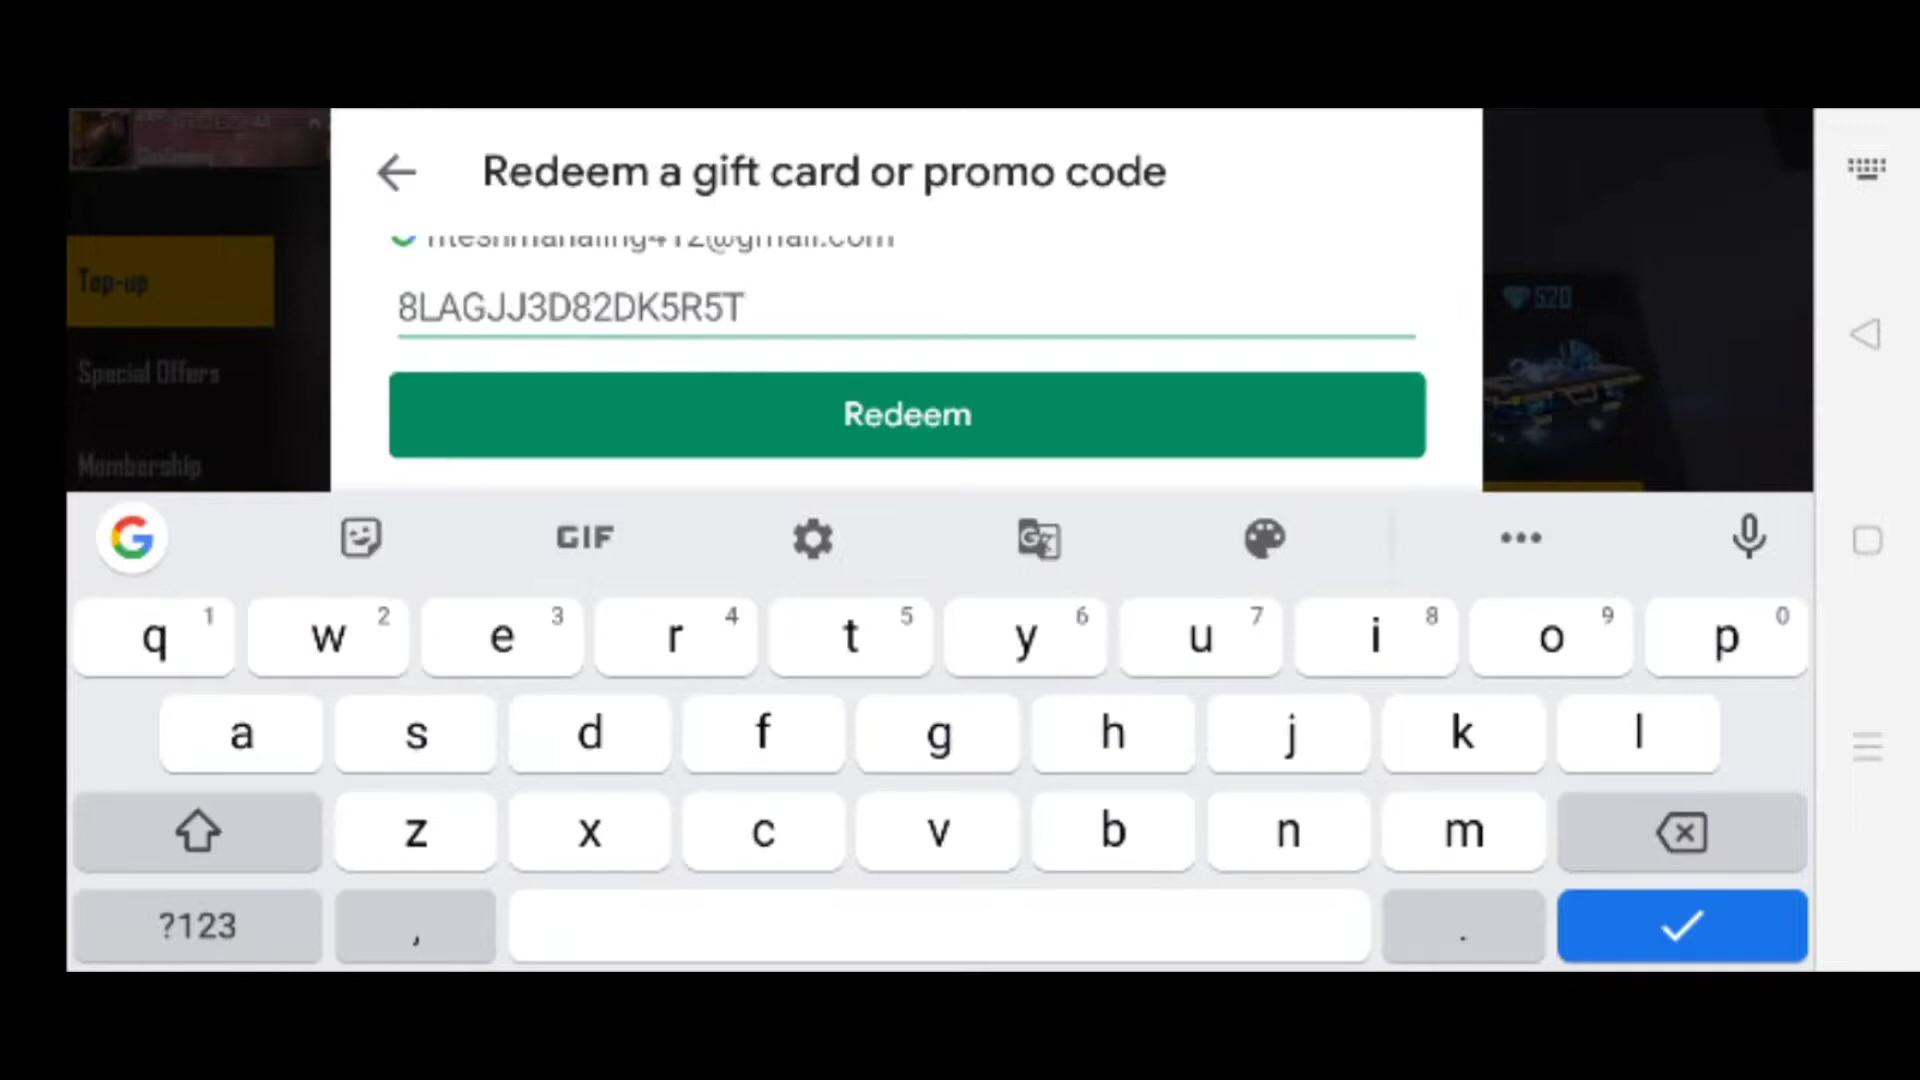 Redeem a gift card or promo code
8LAGJJ3D82DK5R5T
Redeem
Top-up
Special Offers
Membership
520
GIF
q 1 w 2 e 3 r 4 t 5 y 6 u 7 i 8 o 9 p 0
a s d f g h j k l
z x c v b n m
?123 , .